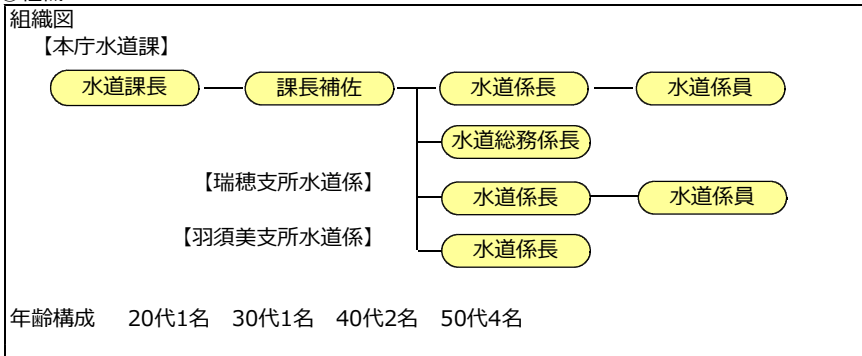 組織図
【本庁水道課】
水道課長 課長補佐 水道係長 水道係員
水道総務係長
【瑞穂支所水道係】
水道係長 水道係員
【羽須美支所水道係】
水道係長
年齢構成 20代1名 30代1名 40代2名 50代4名